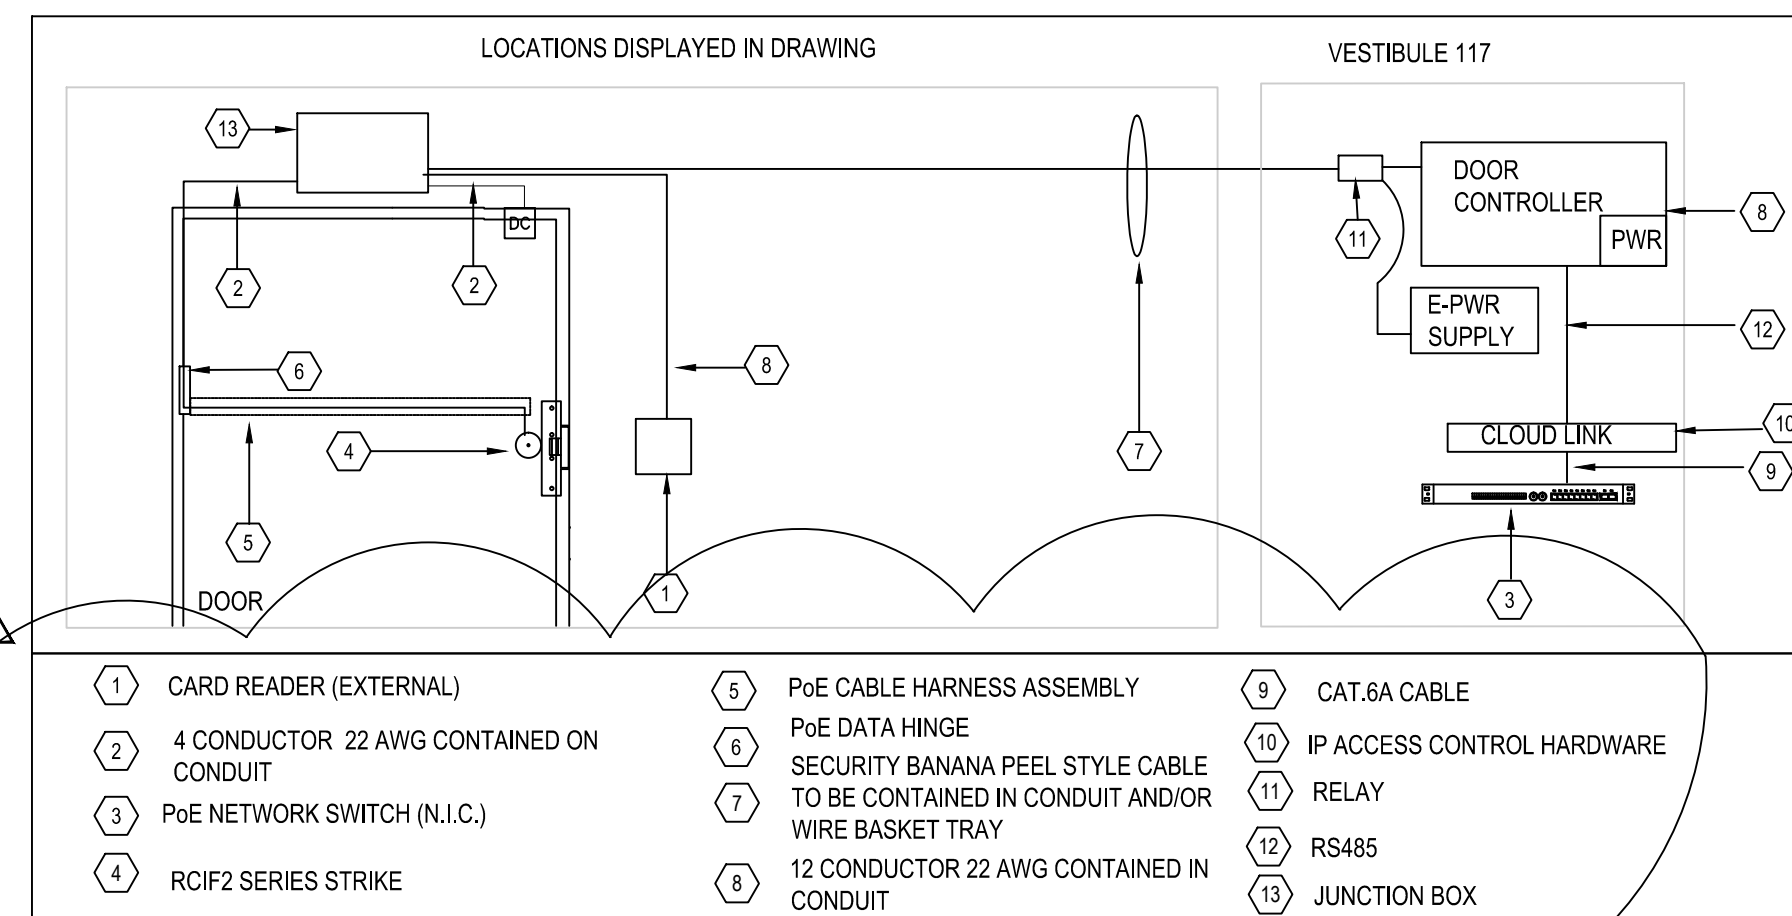 LOCATIONS DISPLAYED IN DRAWING
VESTIBULE 117
13
DOOR
CONTROLLER
8
DC
PWR
11
2
2
E-PWR
SUPPLY
12
6
8
10
CLOUD LINK
4
7
9
5
1
3
DOOR
1 CARD READER (EXTERNAL)
2 4 CONDUCTOR 22 AWG CONTAINED ON
CONDUIT
3 PoE NETWORK SWITCH (N.I.C.)
4 RCIF2 SERIES STRIKE
5 PoE CABLE HARNESS ASSEMBLY
6 PoE DATA HINGE
7 SECURITY BANANA PEEL STYLE CABLE
TO BE CONTAINED IN CONDUIT AND/OR
WIRE BASKET TRAY
8 12 CONDUCTOR 22 AWG CONTAINED IN
CONDUIT
9 CAT.6A CABLE
10 IP ACCESS CONTROL HARDWARE
11 RELAY
12 RS485
13 JUNCTION BOX